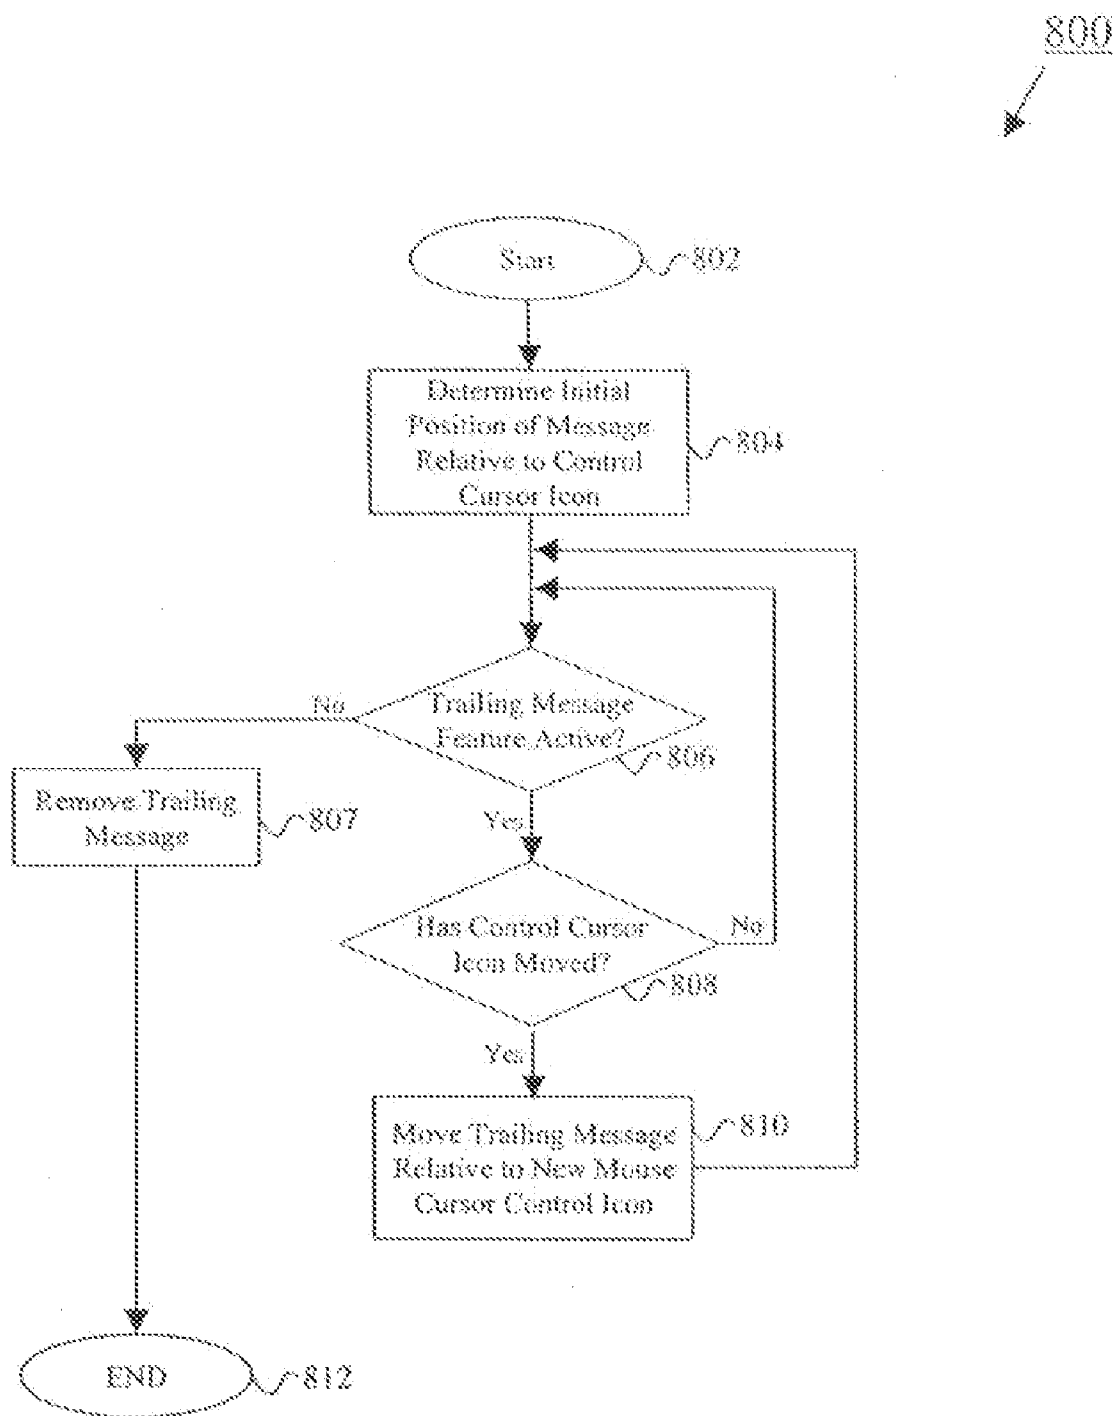 800
Start
802
Determine Initial
Position of Message
Relative to Control
Cursor Icon
804
No
Trailing Message
Feature Active?
806
Remove Trailing
Message
807
Yes
Has Control Cursor
Icon Moved?
No
808
Yes
Move Trailing Message
Relative to New Mouse
Cursor Control Icon
810
END
812